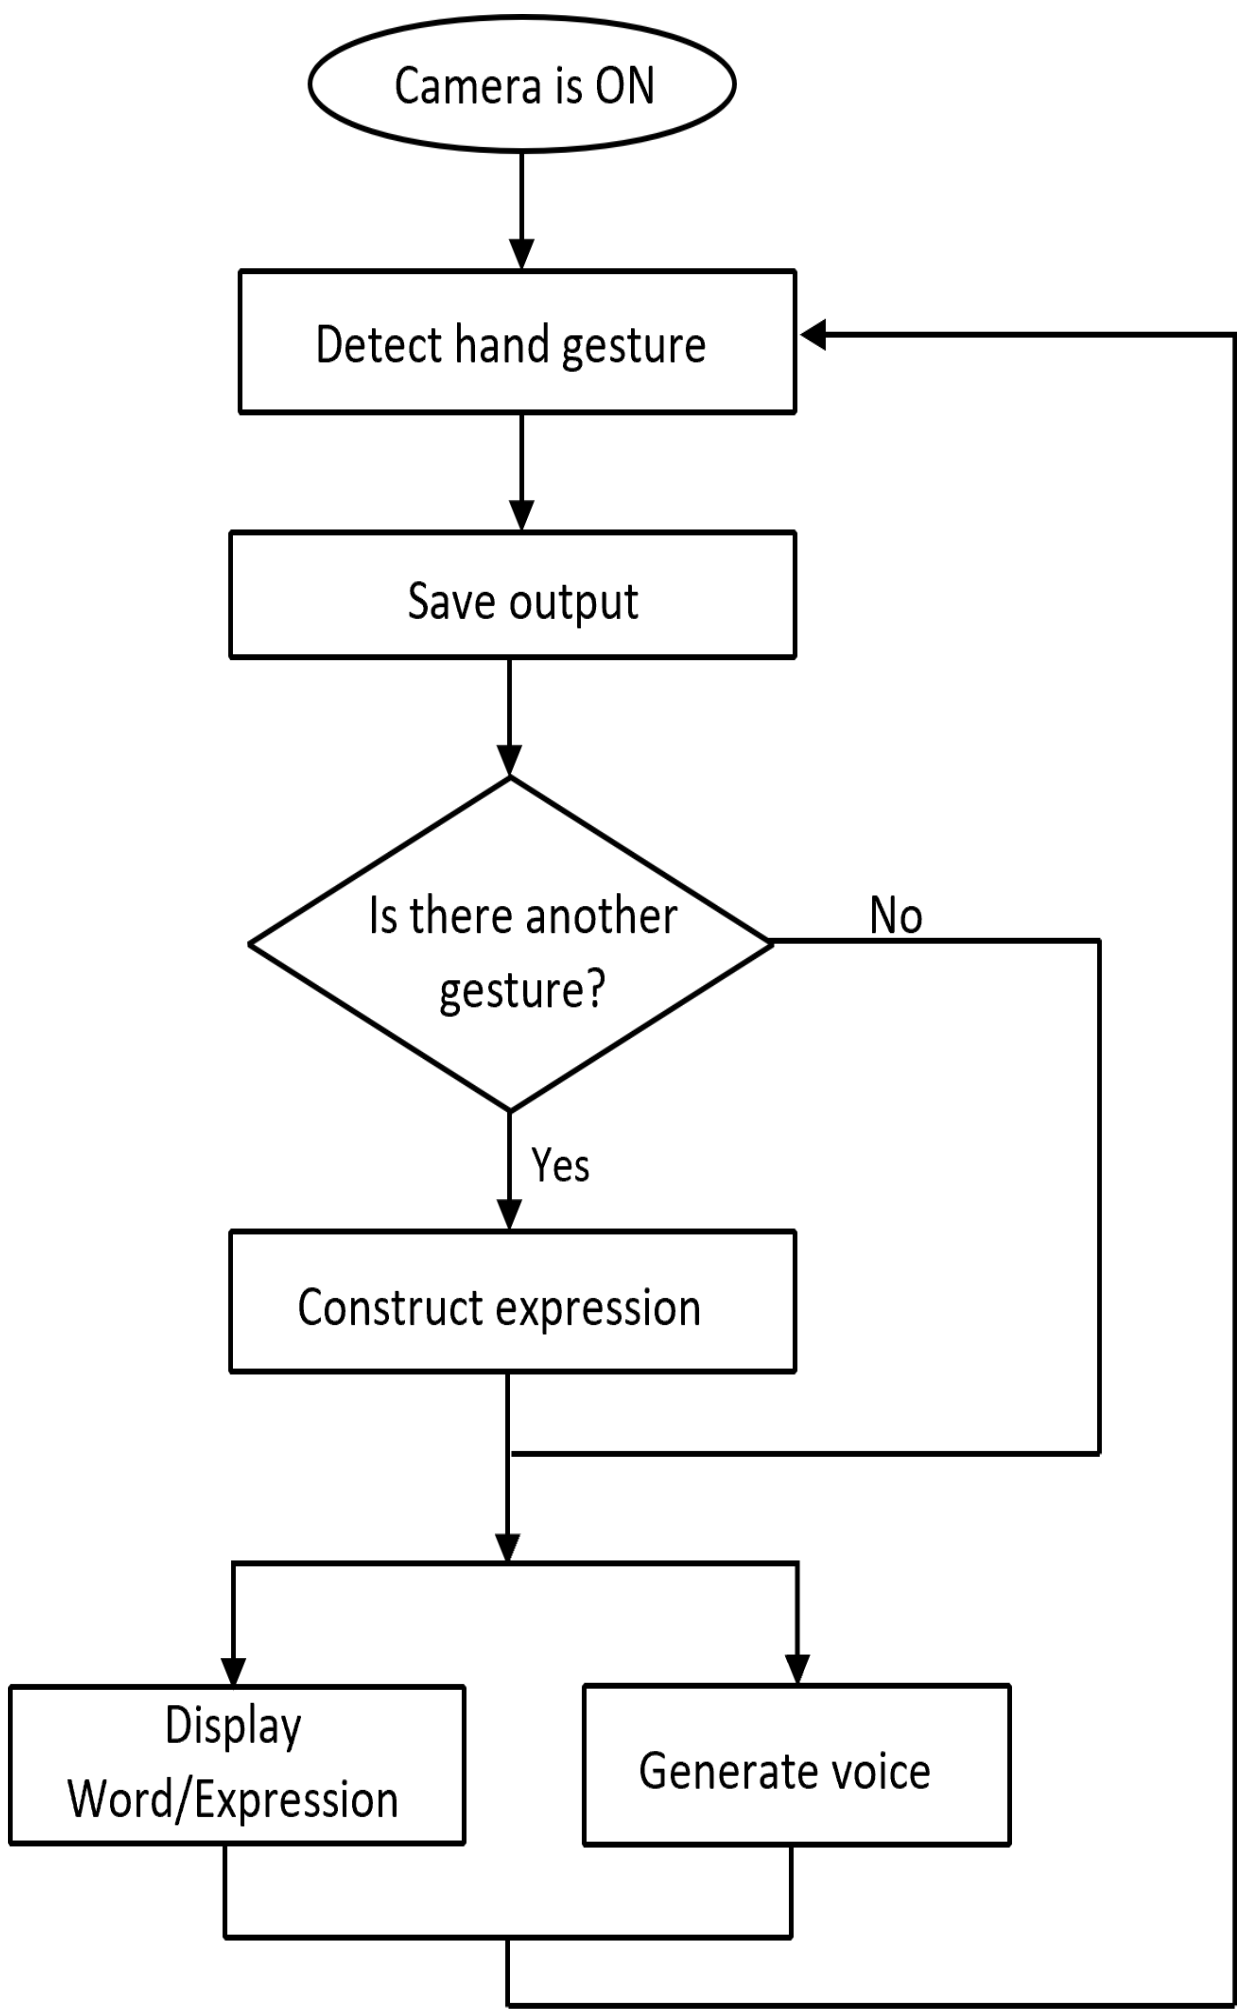 Camera is ON
Detect hand gesture
Save output
Is there another
gesture?
No
Yes
Construct expression
Display
Word/Expression
Generate voice